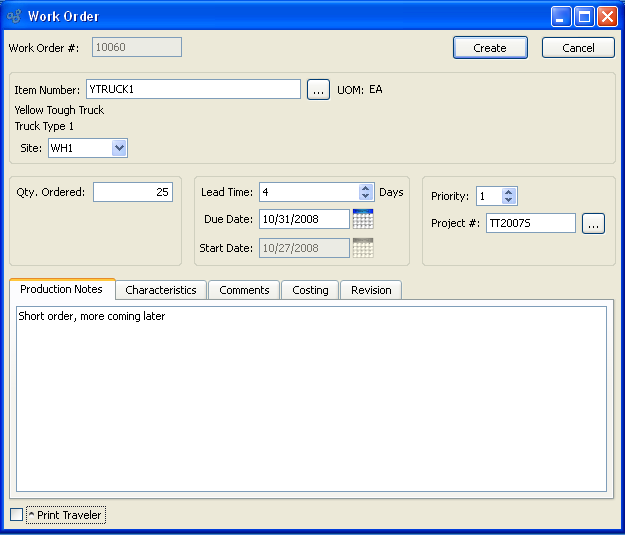 Work Order
Work Order #: 10060 Create Cancel
Item Number: YTRUCK1 ... UOM: EA
Yellow Tough Truck
Truck Type 1
Site: WH1
Qty. Ordered: 25
Lead Time: 4 Days
Due Date: 10/31/2008
Start Date: 10/27/2008
Priority: 1
Project #: TT2007S ...
Production Notes Characteristics Comments Costing Revision
Short order, more coming later
^ Print Traveler